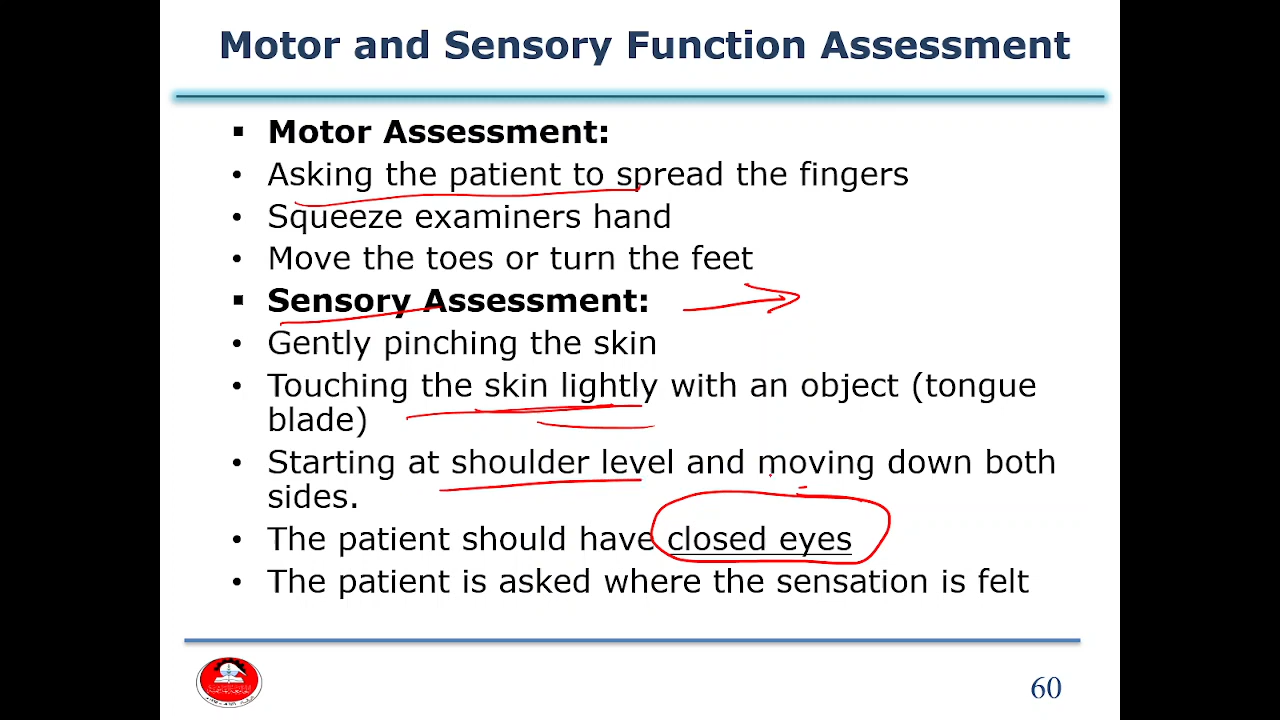 Motor and Sensory Function Assessment
▪ Motor Assessment:
• Asking the patient to spread the fingers
• Squeeze examiners hand
• Move the toes or turn the feet
▪ Sensory Assessment:
• Gently pinching the skin
• Touching the skin lightly with an object (tongue
blade)
• Starting at shoulder level and moving down both
sides.
• The patient should have closed eyes
• The patient is asked where the sensation is felt
60